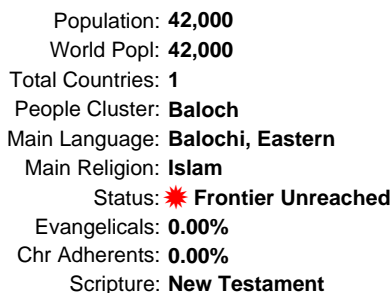 Population: 42,000
World Popl: 42,000
Total Countries: 1
People Cluster: Baloch
Main Language: Balochi, Eastern
Main Religion: Islam
Status: Frontier Unreached
Evangelicals: 0.00%
Chr Adherents: 0.00%
Scripture: New Testament